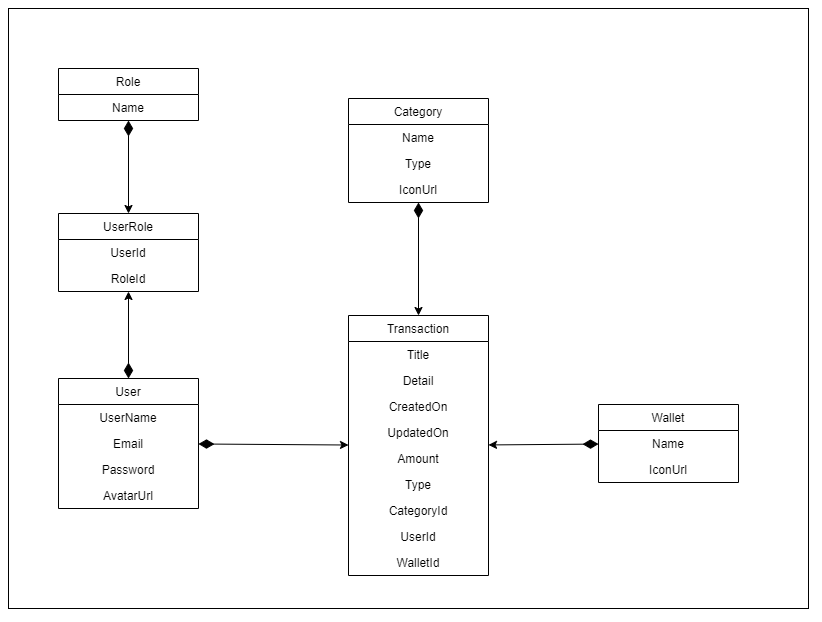 Role
Name
UserRole
UserId
RoleId
User
UserName
Email
Password
AvatarUrl
Category
Name
Type
IconUrl
Transaction
Title
Detail
CreatedOn
UpdatedOn
Amount
Type
CategoryId
UserId
WalletId
Wallet
Name
IconUrl